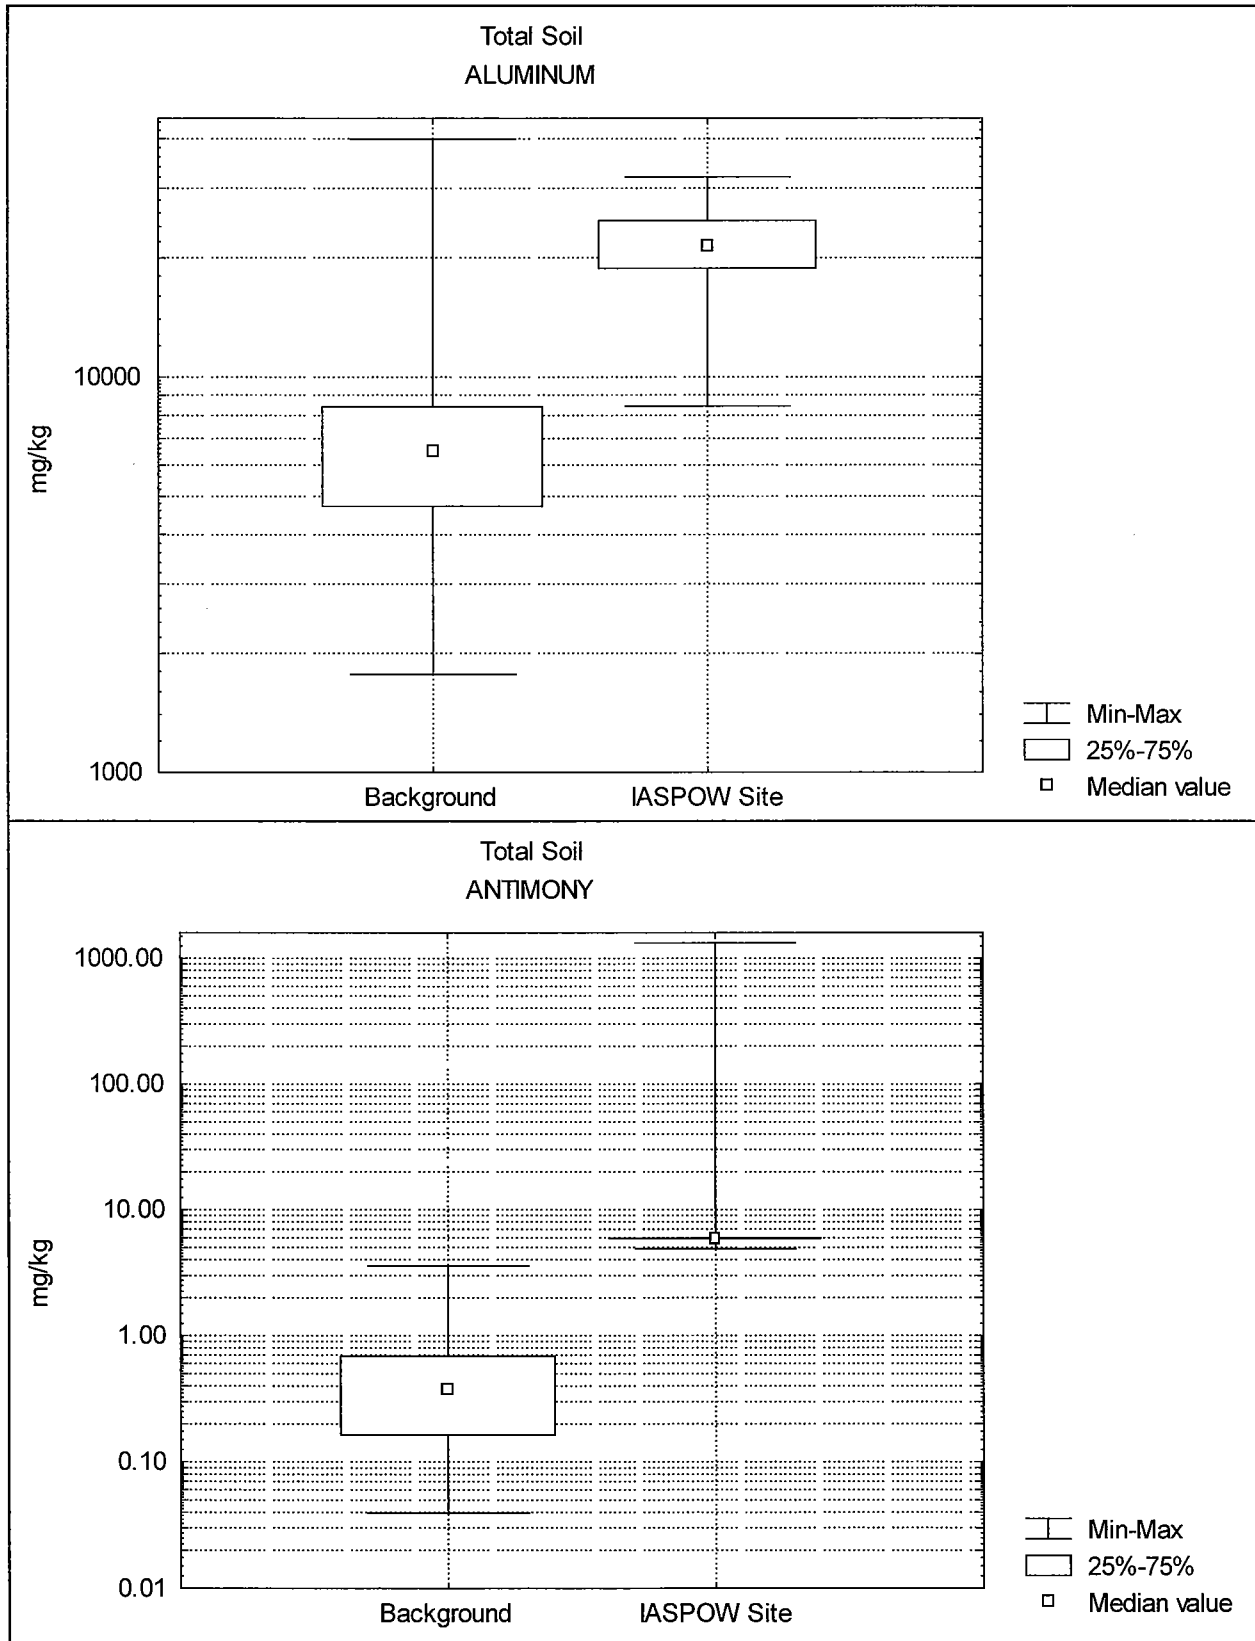 Total Soil
ALUMINUM
10000
mg/kg
1000
Background
IASPOW Site
Min-Max
25%-75%
Median value
Total Soil
ANTIMONY
1000.00
100.00
10.00
mg/kg
1.00
0.10
0.01
Background
IASPOW Site
Min-Max
25%-75%
Median value